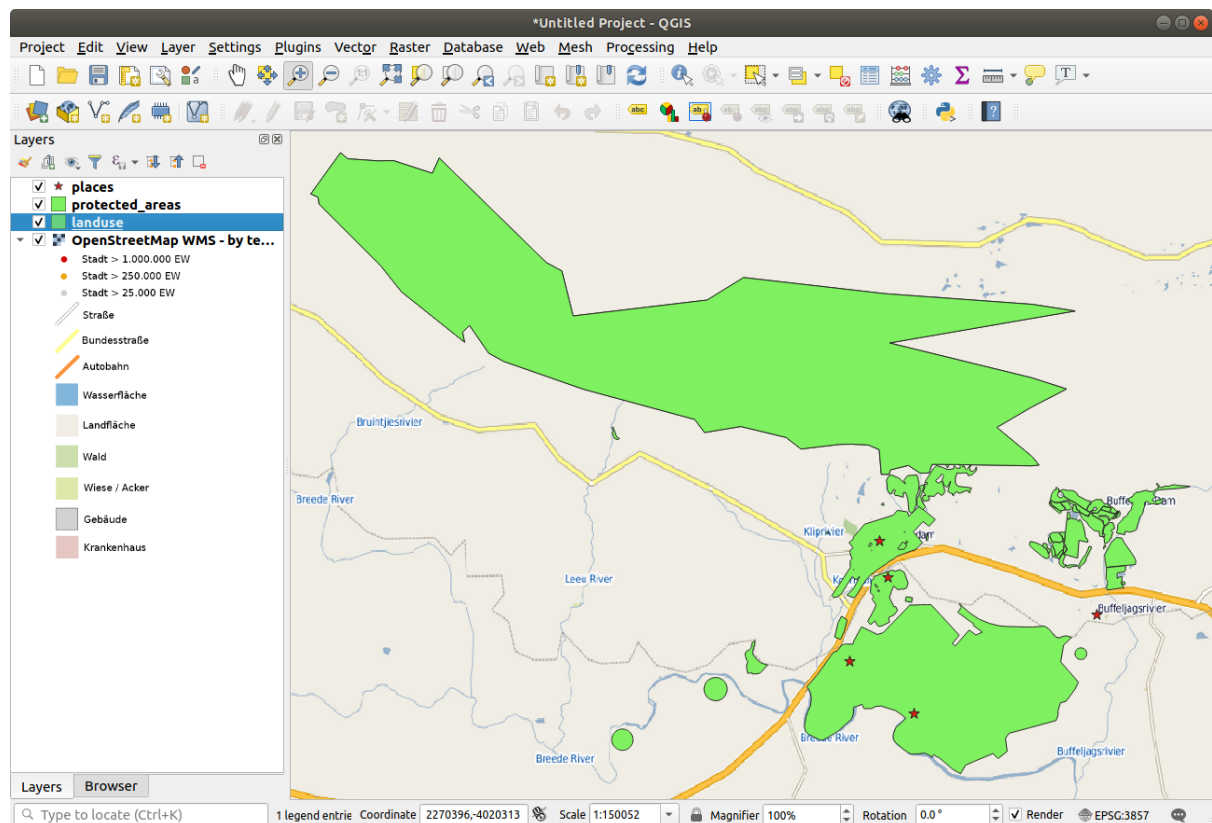 *Untitled Project - QGIS
Project Edit View Layer Settings Plugins Vector Raster Database Web Mesh Processing Help
Layers
places
protected_areas
landuse
OpenStreetMap WMS - by te...
Stadt > 1.000.000 EW
Stadt > 250.000 EW
Stadt > 25.000 EW
Straße
Bundesstraße
Autobahn
Wasserfläche
Landfläche
Wald
Wiese / Acker
Gebäude
Krankenhaus
Bruintjiesrivier
Breede River
Kliprivier
Leeu River
Buffeljagsrivier
Breede River
Breede River
Buffeljagsrivier
Layers Browser
Type to locate (Ctrl+K) 1 legend entrie Coordinate 2270396,-4020313 Scale 1:150052 Magnifier 100% Rotation 0.0 ° Render EPSG:3857